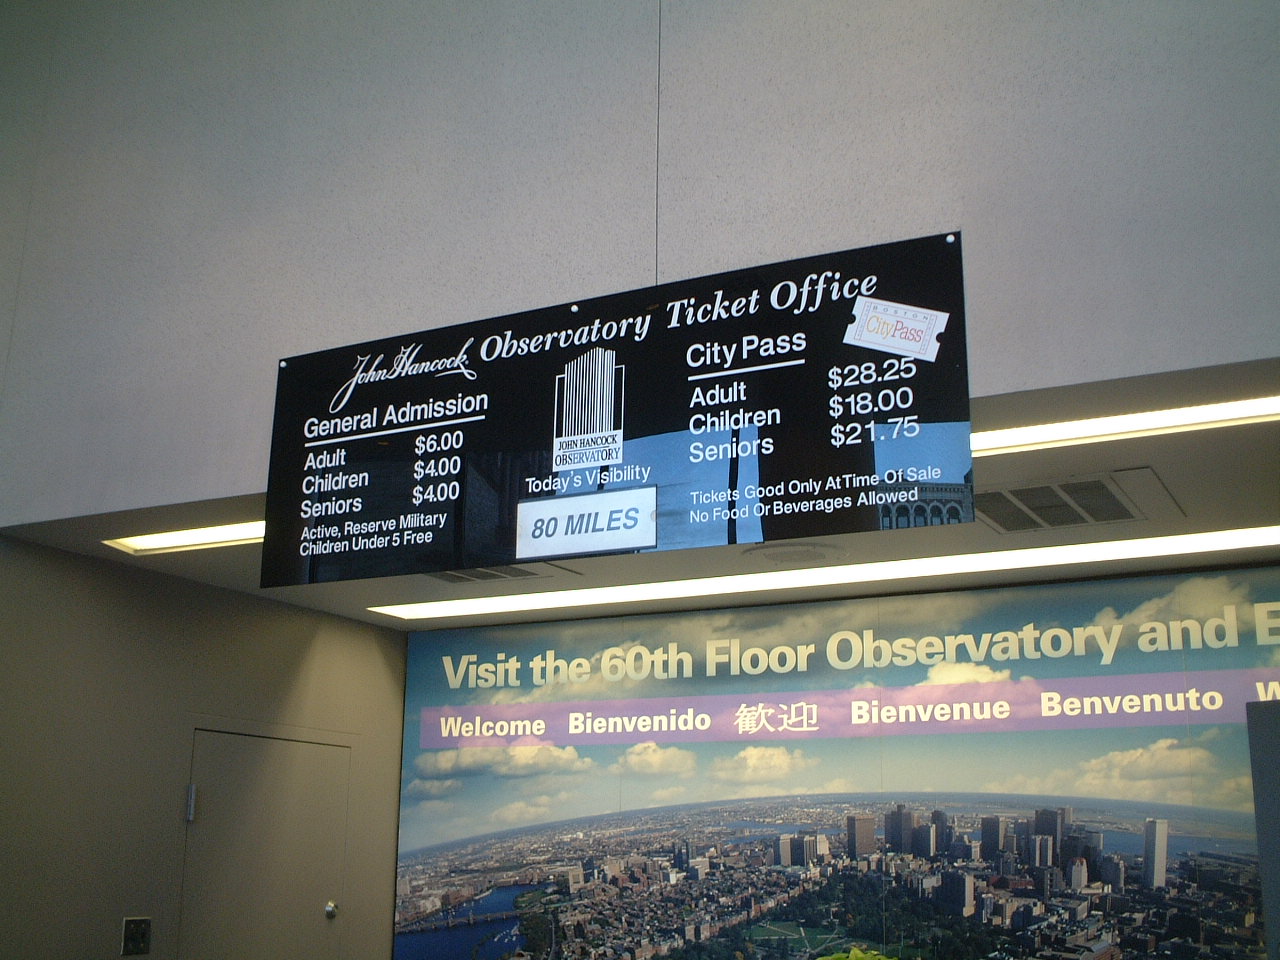 John Hancock Observatory Ticket Office
BOSTON
CityPass
General Admission
Adult $6.00
Children $4.00
Seniors $4.00
Active, Reserve Military
Children Under 5 Free
JOHN HANCOCK
OBSERVATORY
Today's Visibility
80 MILES
City Pass
Adult $28.25
Children $18.00
Seniors $21.75
Tickets Good Only At Time Of Sale
No Food Or Beverages Allowed
Visit the 60th Floor Observatory and E
Welcome Bienvenido 歡迎 Bienvenue Benvenuto W